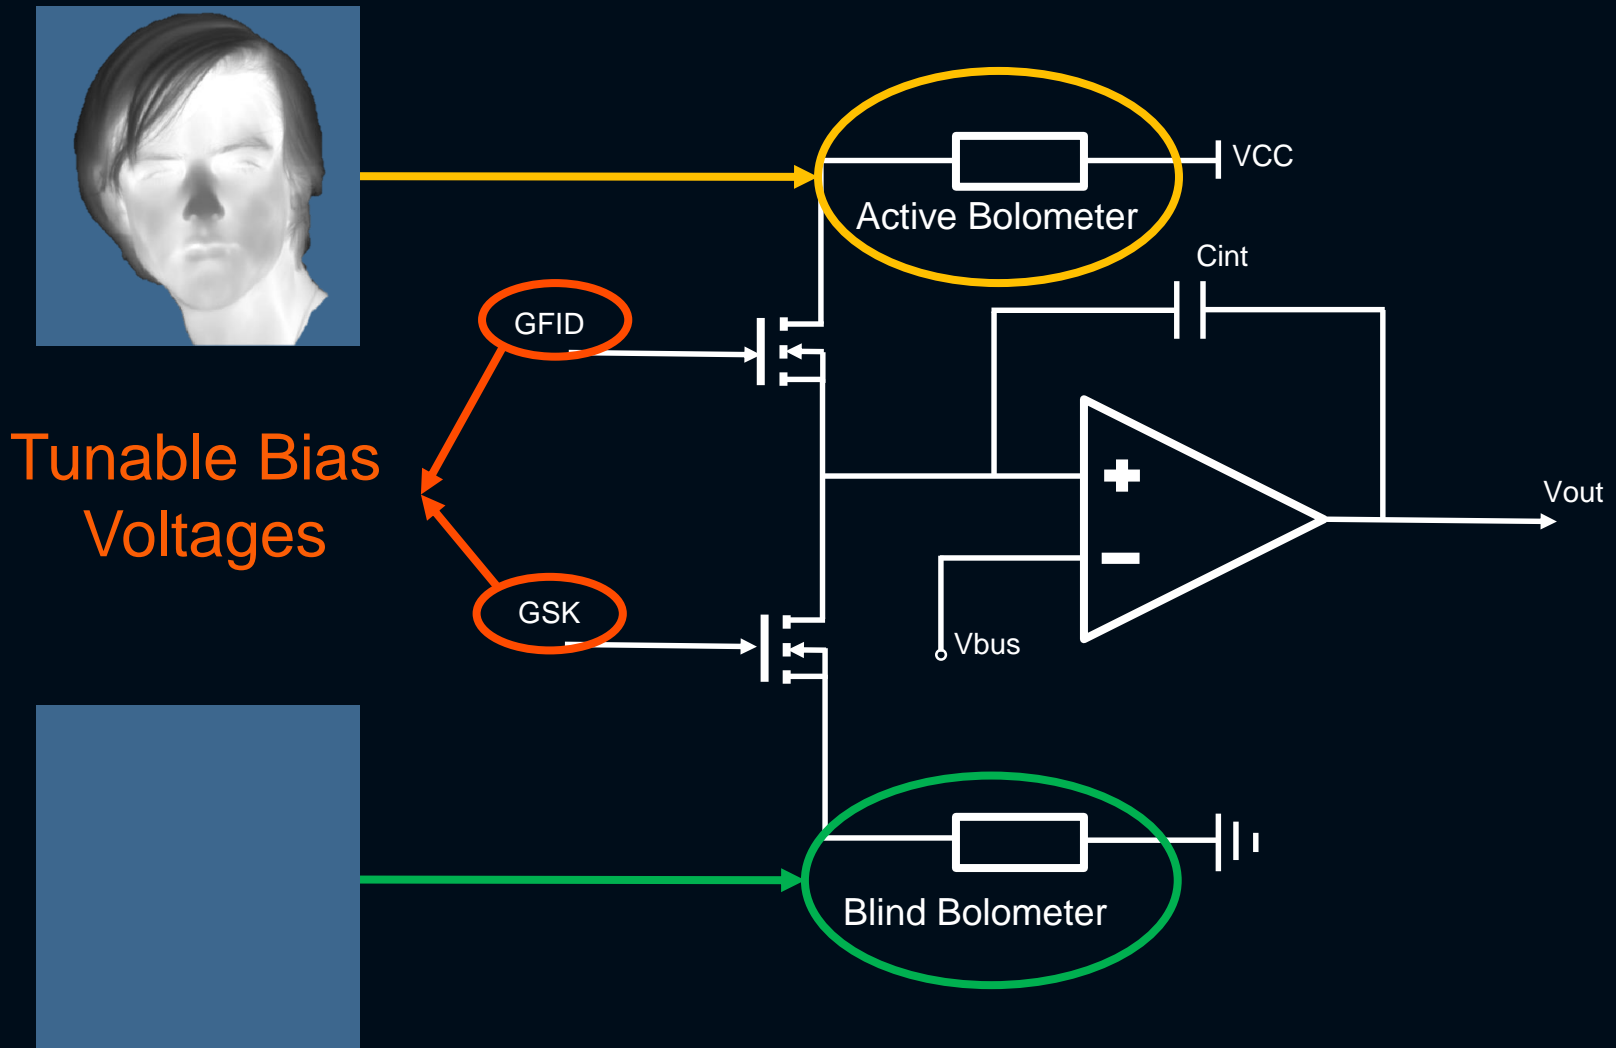 VCC
Active Bolometer
Cint
GFID
Tunable Bias
Voltages
+
Vout
−
GSK
Vbus
Blind Bolometer